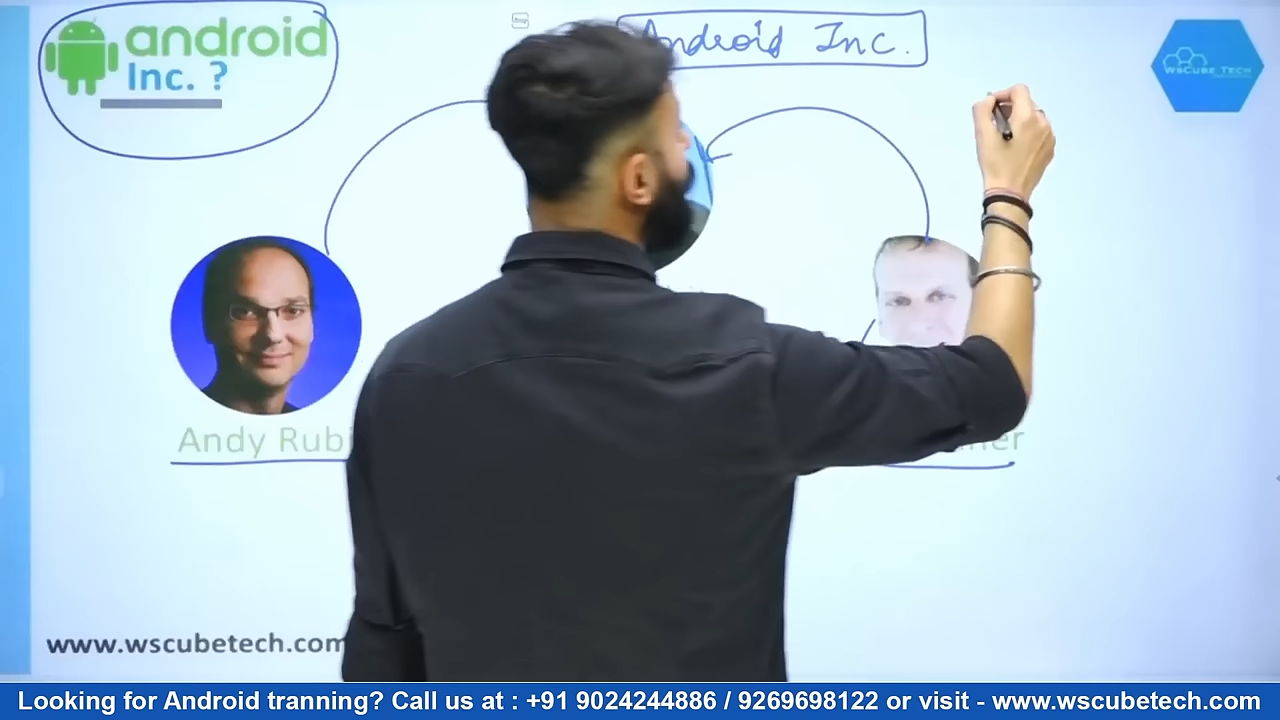 android
Inc. ?
Android Inc.
WsCube Tech
Andy Rubi
ner
www.wscubetech.com
Looking for Android tranning? Call us at : +91 9024244886 / 9269698122 or visit - www.wscubetech.com